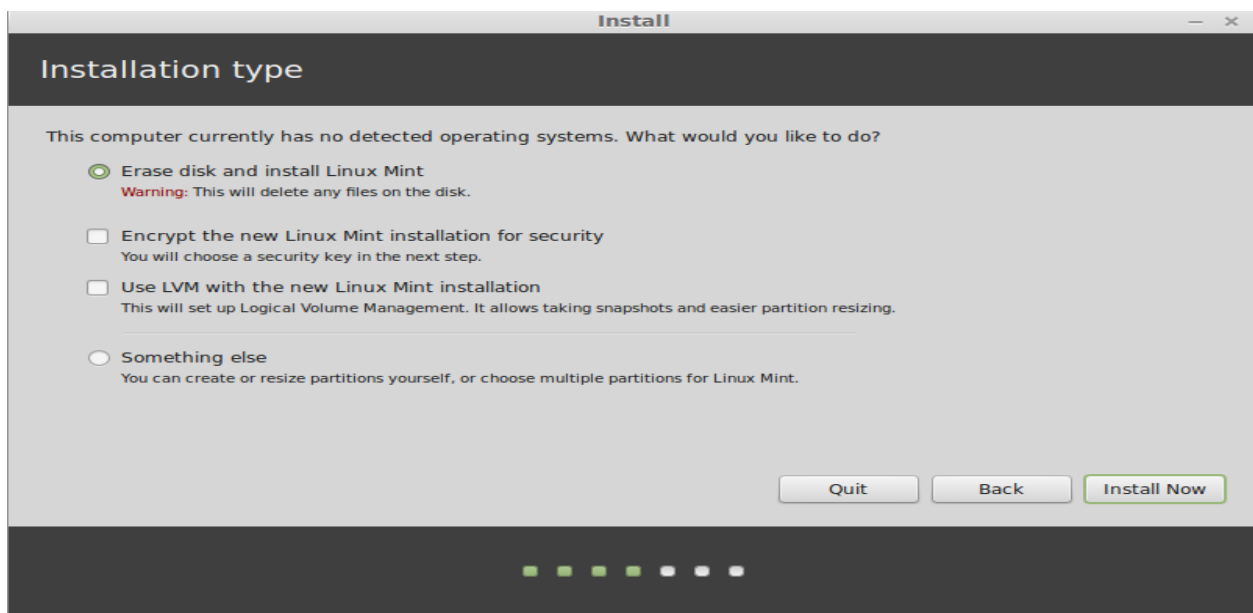 Install
Installation type
This computer currently has no detected operating systems. What would you like to do?
Erase disk and install Linux Mint
Warning: This will delete any files on the disk.
Encrypt the new Linux Mint installation for security
You will choose a security key in the next step.
Use LVM with the new Linux Mint installation
This will set up Logical Volume Management. It allows taking snapshots and easier partition resizing.
Something else
You can create or resize partitions yourself, or choose multiple partitions for Linux Mint.
Quit Back Install Now